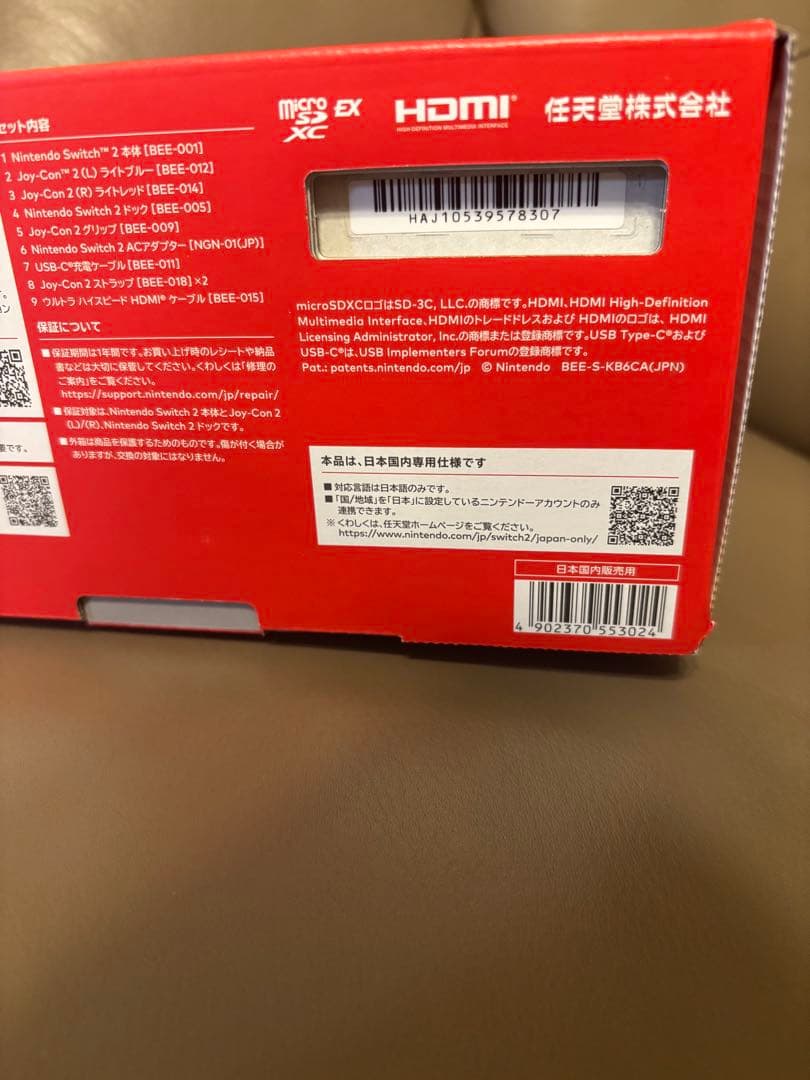 セット内容
1 Nintendo Switch™ 2 本体 [BEE-001]
2 Joy-Con™ 2 (L) ライトブルー [BEE-012]
3 Joy-Con 2 (R) ライトレッド [BEE-014]
4 Nintendo Switch 2 ドック [BEE-005]
5 Joy-Con 2 グリップ [BEE-009]
6 Nintendo Switch 2 ACアダプター [NGN-01(JP)]
7 USB-C®充電ケーブル [BEE-011]
8 Joy-Con 2 ストラップ [BEE-018]×2
9 ウルトラ ハイスピード HDMI® ケーブル [BEE-015]
保証について
■保証期間は1年間です。お買い上げ時のレシートや納品
書などは大切に保管してください。くわしくは「修理の
ご案内」をご覧ください。
https://support.nintendo.com/jp/repair/
■保証対象は、Nintendo Switch 2 本体とJoy-Con 2
(L)/(R)、Nintendo Switch 2 ドックです。
■外箱は商品を保護するためのものです。傷が付く場合が
ありますが、交換の対象にはなりません。
micro SD XC EX
HDMI®
HIGH-DEFINITION MULTIMEDIA INTERFACE
任天堂株式会社
HAJ10539578307
microSDXCロゴはSD-3C, LLC.の商標です。HDMI、HDMI High-Definition
Multimedia Interface、HDMIのトレードドレスおよび HDMIのロゴは、HDMI
Licensing Administrator, Inc.の商標または登録商標です。USB Type-C®および
USB-C®は、USB Implementers Forumの登録商標です。
Pat.: patents.nintendo.com/jp © Nintendo BEE-S-KB6CA(JPN)
本品は、日本国内専用仕様です
■対応言語は日本語のみです。
■「国/地域」を「日本」に設定しているニンテンドーアカウントのみ
連携できます。
※くわしくは、任天堂ホームページをご覧ください。
https://www.nintendo.com/jp/switch2/japan-only/
日本国内販売用
4 902370 553024